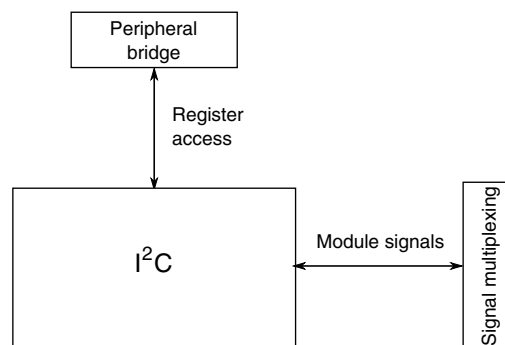 Peripheral
bridge
Register
access
I²C
Module signals
Signal multiplexing